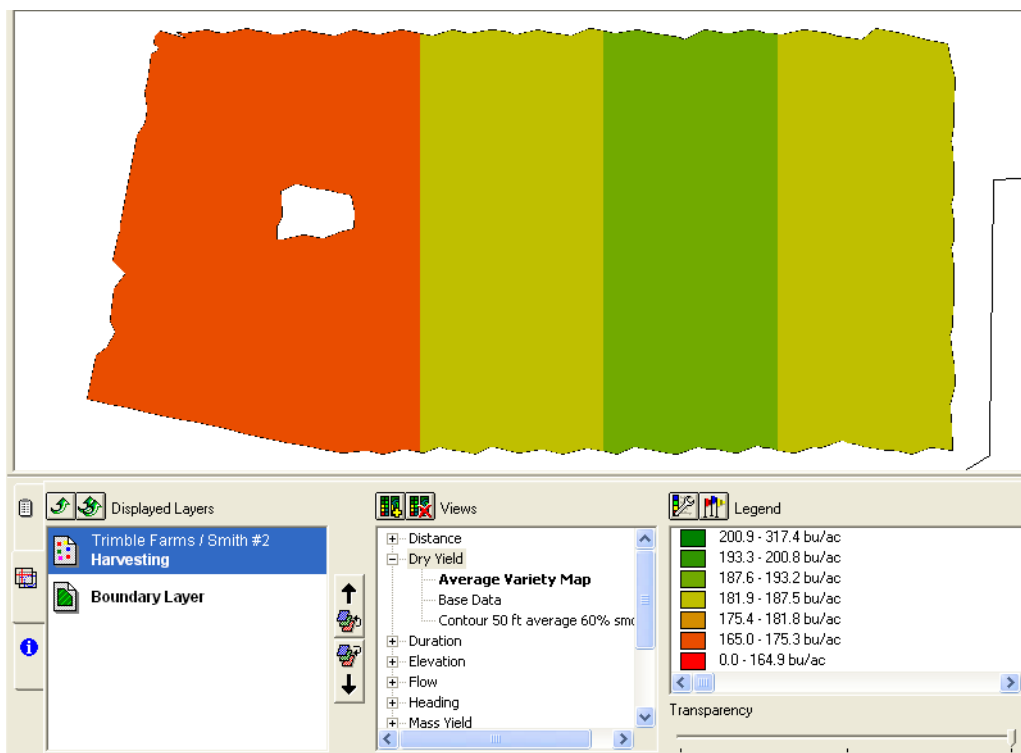 Displayed Layers
Trimble Farms / Smith #2
Harvesting
Boundary Layer
Views
Distance
Dry Yield
Average Variety Map
Base Data
Contour 50 ft average 60% smo
Duration
Elevation
Flow
Heading
Mass Yield
Legend
200.9 - 317.4 bu/ac
193.3 - 200.8 bu/ac
187.6 - 193.2 bu/ac
181.9 - 187.5 bu/ac
175.4 - 181.8 bu/ac
165.0 - 175.3 bu/ac
0.0 - 164.9 bu/ac
Transparency